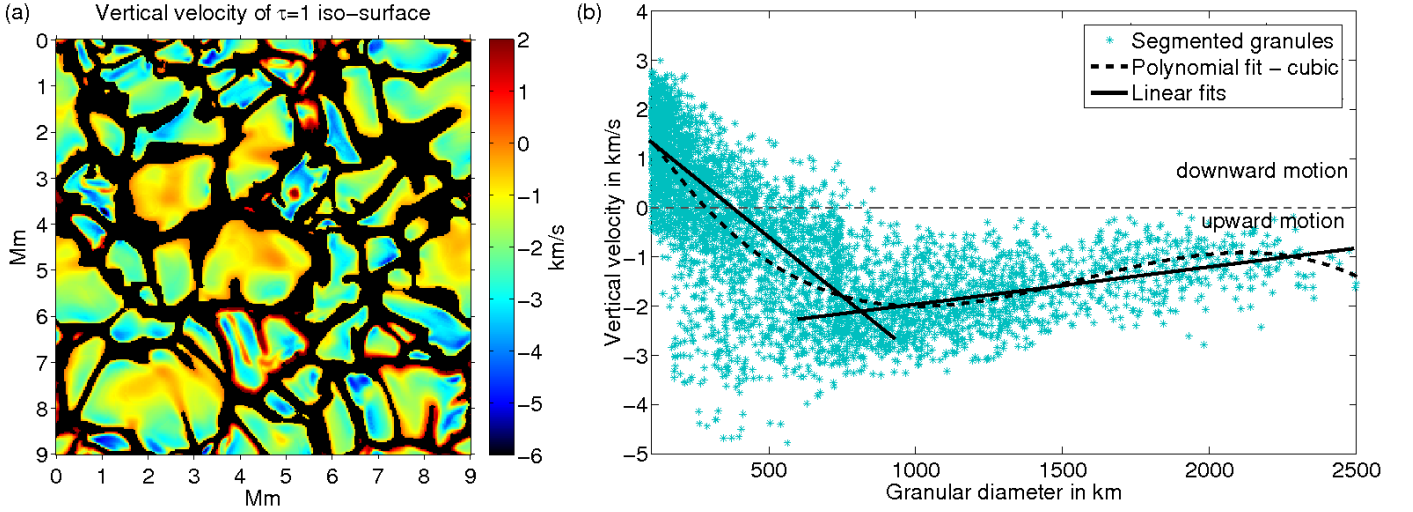 (a)
Vertical velocity of τ=1 iso−surface
0
1
2
3
4
5
6
7
8
9
Mm
0 1 2 3 4 5 6 7 8 9
Mm
2
1
0
−1
−2
−3
−4
−5
−6
km/s
(b)
4
3
2
1
0
−1
−2
−3
−4
−5
Vertical velocity in km/s
Segmented granules
Polynomial fit − cubic
Linear fits
downward motion
upward motion
500 1000 1500 2000 2500
Granular diameter in km